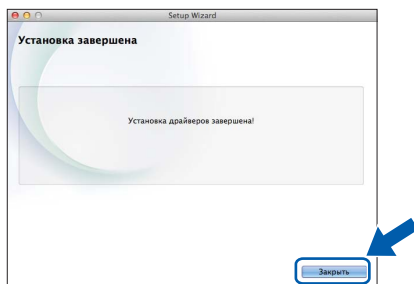 Setup Wizard
Установка завершена
Установка драйверов завершена!
Закрыть